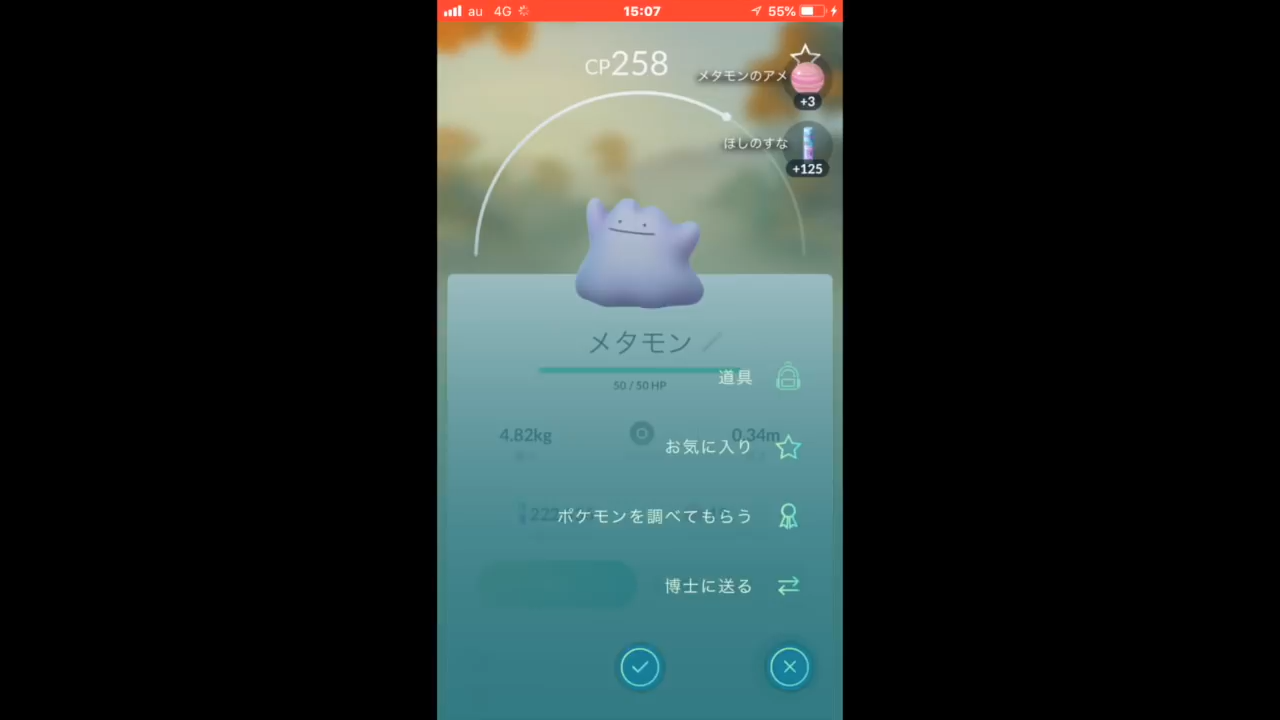 au 4G 15:07 55%
CP258
メタモンのアメ
+3
ほしのすな
+125
メタモン
50 / 50 HP
道具
4.82kg 0.34m
お気に入り
ポケモンを調べてもらう
博士に送る